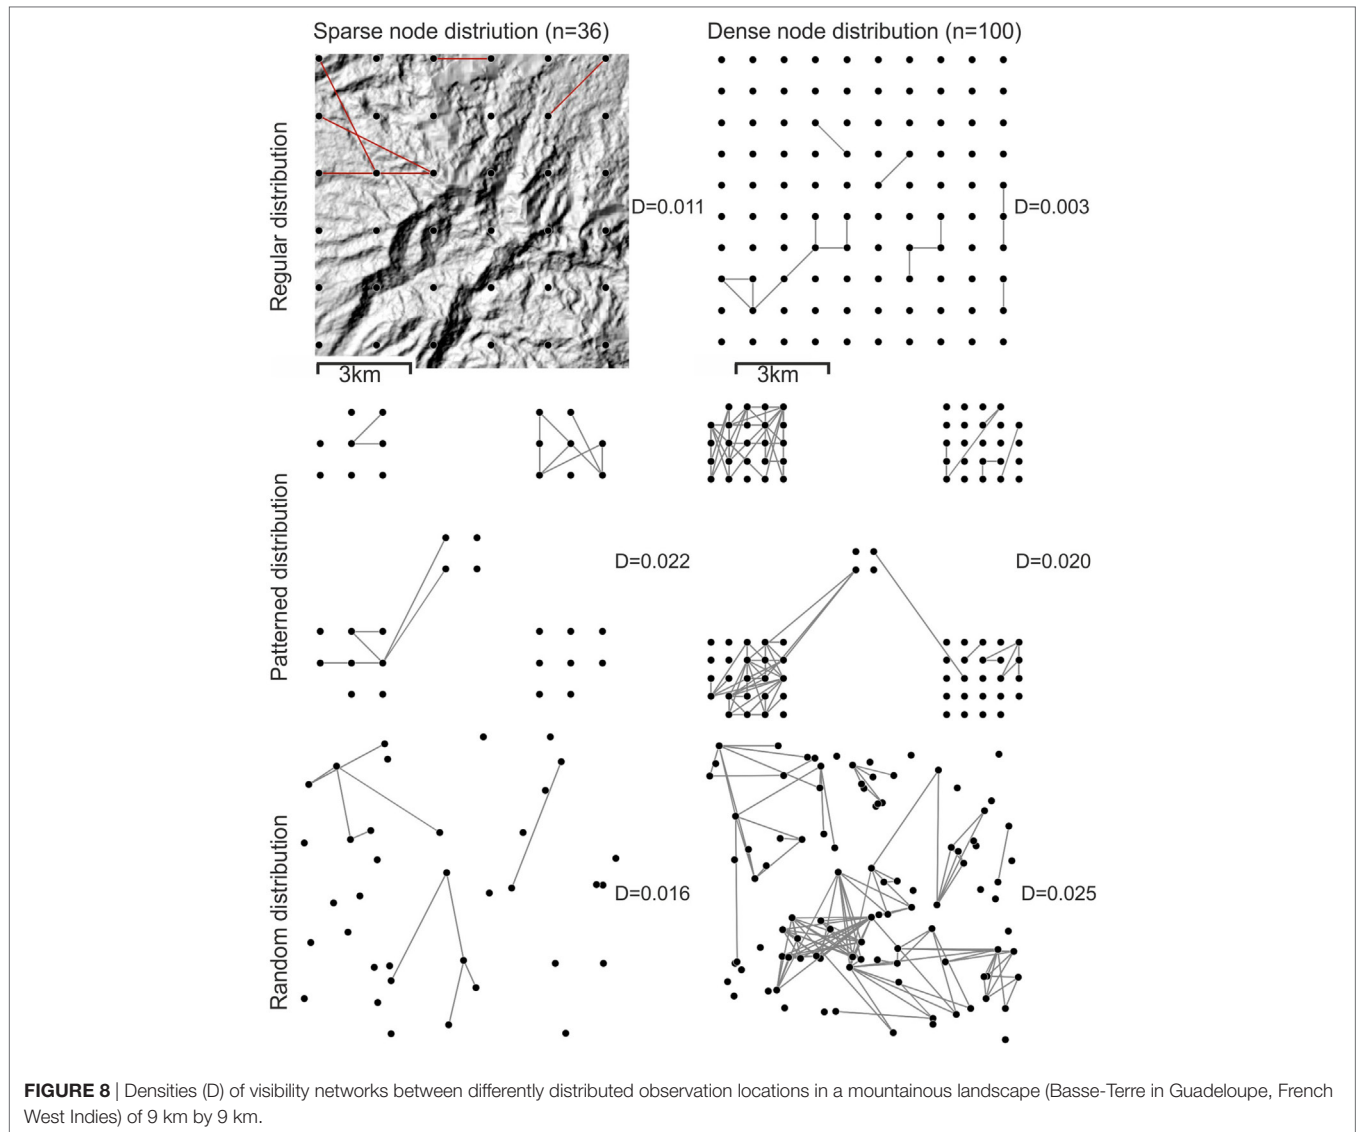 Sparse node distriution (n=36)
Dense node distribution (n=100)
Regular distribution
D=0.011
D=0.003
3km
3km
Patterned distribution
D=0.022
D=0.020
Random distribution
D=0.016
D=0.025
FIGURE 8 | Densities (D) of visibility networks between differently distributed observation locations in a mountainous landscape (Basse-Terre in Guadeloupe, French
West Indies) of 9 km by 9 km.